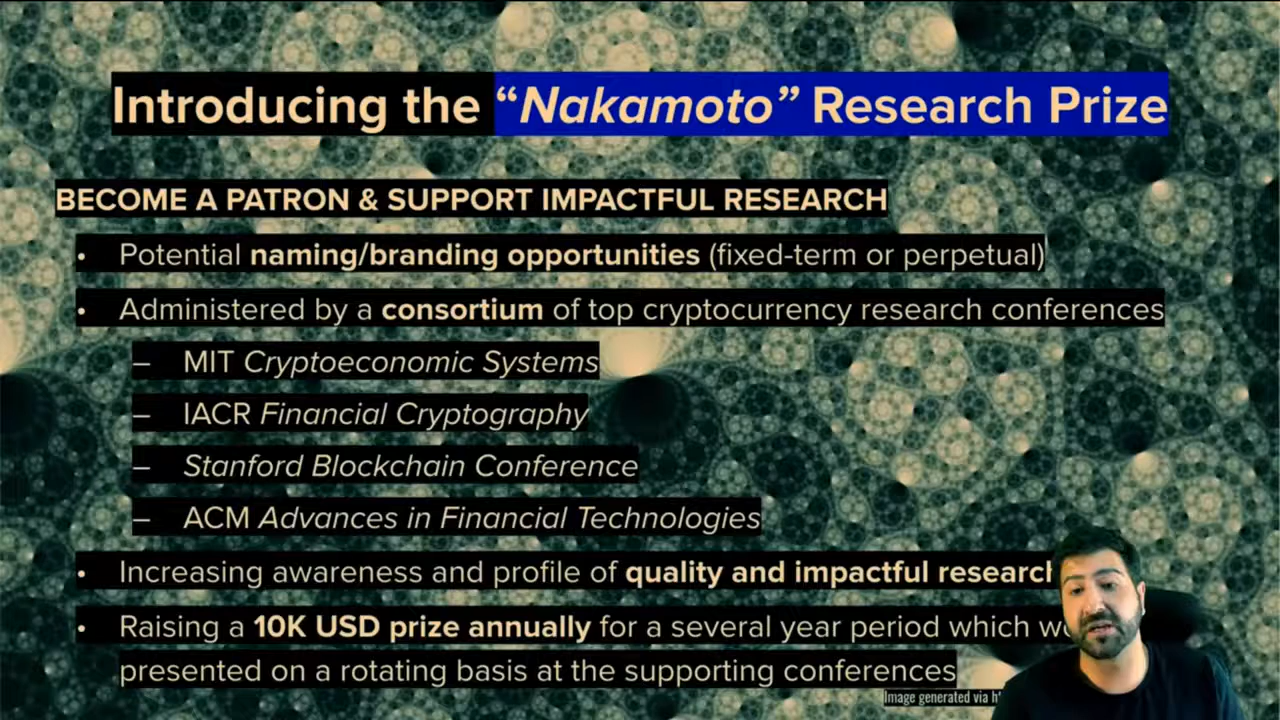 Introducing the “Nakamoto” Research Prize
BECOME A PATRON & SUPPORT IMPACTFUL RESEARCH
• Potential naming/branding opportunities (fixed-term or perpetual)
• Administered by a consortium of top cryptocurrency research conferences
– MIT Cryptoeconomic Systems
– IACR Financial Cryptography
– Stanford Blockchain Conference
– ACM Advances in Financial Technologies
• Increasing awareness and profile of quality and impactful research
• Raising a 10K USD prize annually for a several year period which
presented on a rotating basis at the supporting conferences
Image generated via